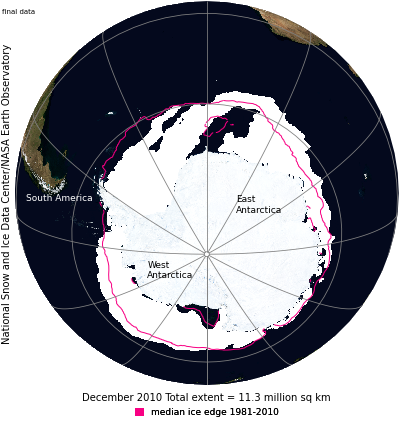 final data
National Snow and Ice Data Center/NASA Earth Observatory
South America
East
Antarctica
West
Antarctica
December 2010 Total extent = 11.3 million sq km
median ice edge 1981-2010